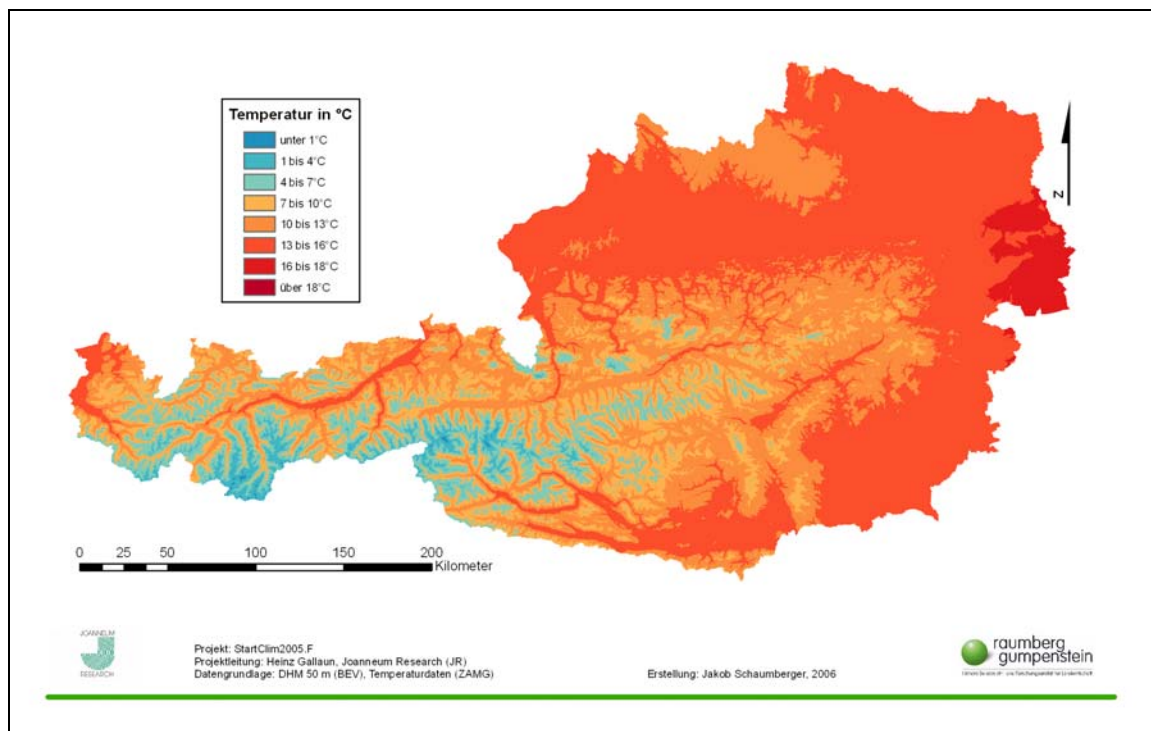 Temperatur in °C
unter 1°C
1 bis 4°C
4 bis 7°C
7 bis 10°C
10 bis 13°C
13 bis 16°C
16 bis 18°C
über 18°C
N
0 25 50 100 150 200
Kilometer
JOANNEUM
RESEARCH
Projekt: StartClim2005.F
Projektleitung: Heinz Gallaun, Joanneum Research (JR)
Datengrundlage: DHM 50 m (BEV), Temperaturdaten (ZAMG)
Erstellung: Jakob Schaumberger, 2006
raumberg
gumpenstein